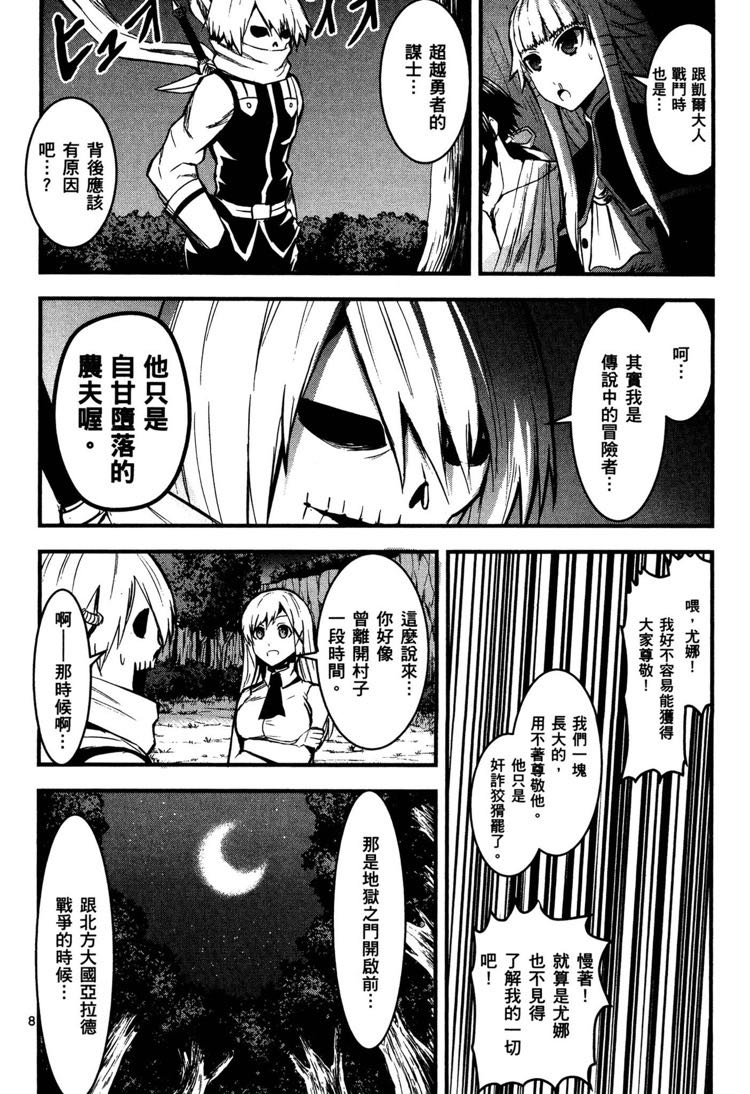 跟凱爾大人
戰鬥時
也是…
超越勇者的
謀士…
ヒュオオ
背後應該
有原因
吧…?
呵…
其實我是
傳說中的冒險者…
他只是
自甘墮落的
農夫喔。
喂,尤娜!
我好不容易能獲得
大家尊敬!
我們一塊
長大的,
用不著尊敬他。
他只是
奸詐狡猾罷了。
慢著!
就算是尤娜
也不見得
了解我的一切
吧!
這麼說來…
你好像
曾離開村子
一段時間。
啊——那時候啊…
那是地獄之門開啟前…
跟北方大國亞拉德
戰爭的時候…
8